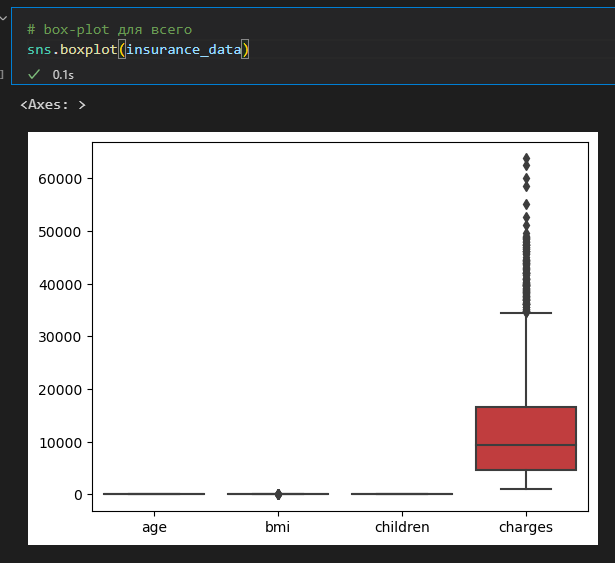 # box-plot для всего
sns.boxplot(insurance_data)
] ✓ 0.1s
<Axes: >
60000
50000
40000
30000
20000
10000
0
age bmi children charges